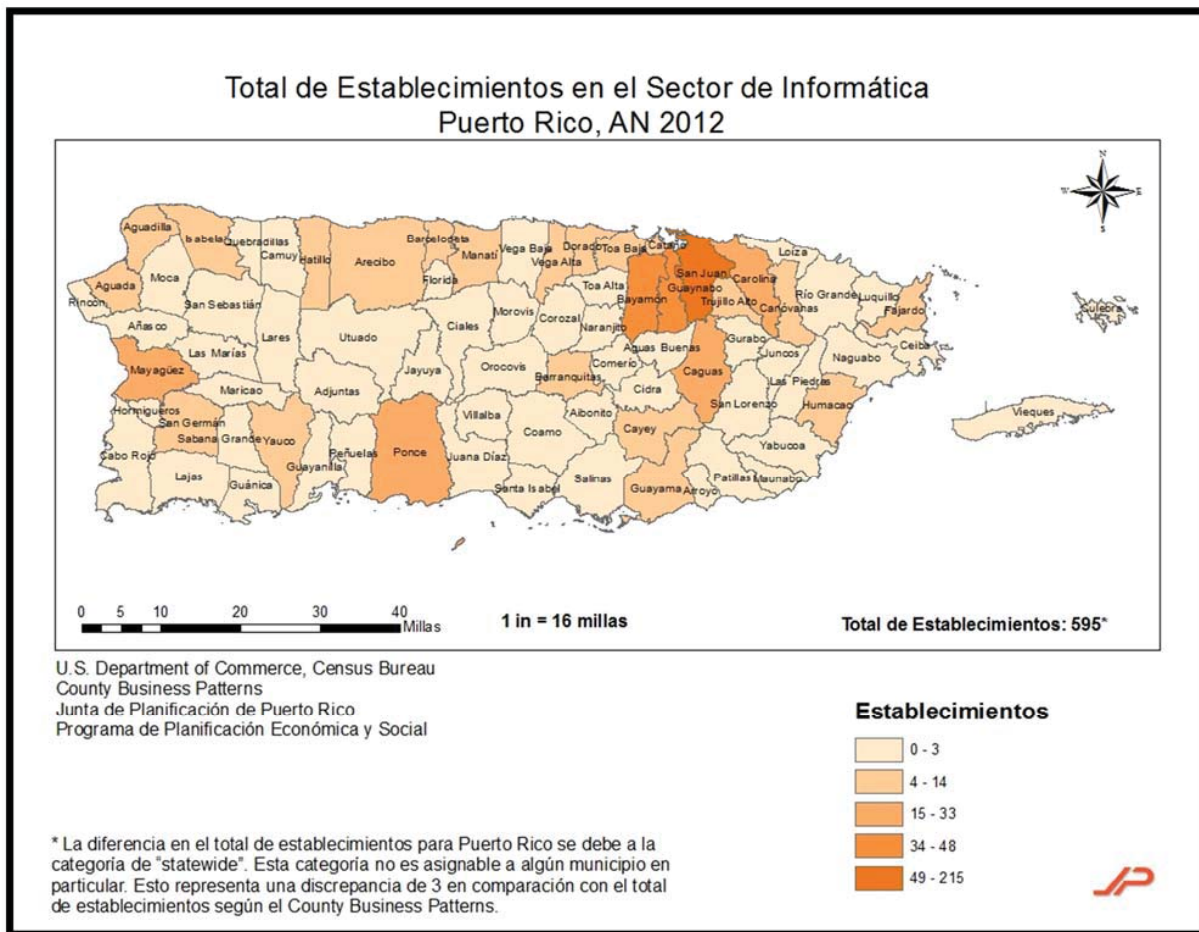 Total de Establecimientos en el Sector de Informática
Puerto Rico, AN 2012
N
W
E
S
Aguadilla
Isabela
Quebradillas
Camuy
Hatillo
Arecibo
Barceloneta
Manatí
Vega Baja
Vega Alta
Dorado
Toa Baja
Cataño
San Juan
Guaynabo
Carolina
Loiza
Moca
Florida
Toa Alta
Bayamón
Trujillo Alto
Canóvanas
Río Grande
Luquillo
Fajardo
Culebra
Aguada
Rincón
San Sebastián
Añasco
Lares
Utuado
Ciales
Morovis
Corozal
Naranjito
Aguas Buenas
Gurabo
Ceiba
Las Marías
Mayagüez
Maricao
Adjuntas
Jayuya
Orocovis
Barranquitas
Comerío
Cidra
Caguas
Juncos
Naguabo
Las Piedras
Humacao
San Lorenzo
Hormigueros
San Germán
Sabana Grande
Yauco
Villalba
Aibonito
Cayey
Vieques
Cabo Rojo
Lajas
Guánica
Guayanilla
Peñuelas
Ponce
Juana Díaz
Coamo
Santa Isabel
Salinas
Guayama
Arroyo
Patillas
Maunabo
Yabucoa
0 5 10 20 30 40
Millas
1 in = 16 millas
Total de Establecimientos: 595*
U.S. Department of Commerce, Census Bureau
County Business Patterns
Junta de Planificación de Puerto Rico
Programa de Planificación Económica y Social
Establecimientos
0 - 3
4 - 14
15 - 33
34 - 48
49 - 215
* La diferencia en el total de establecimientos para Puerto Rico se debe a la
categoría de "statewide". Esta categoría no es asignable a algún municipio en
particular. Esto representa una discrepancia de 3 en comparación con el total
de establecimientos según el County Business Patterns.
JP